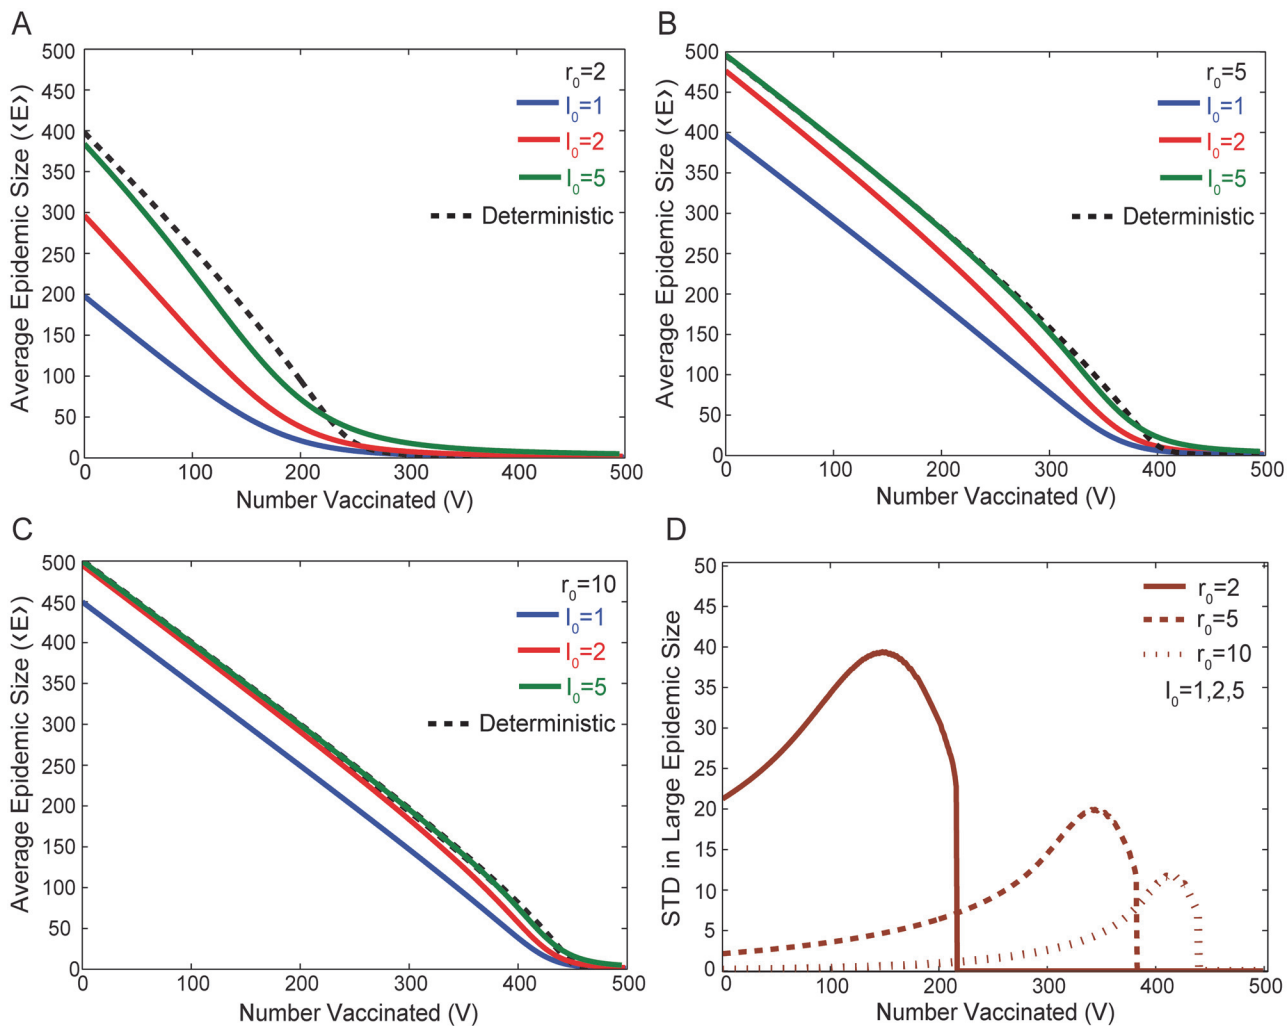 A
Average Epidemic Size (‹E›)
500
450
400
350
300
250
200
150
100
50
0
0 100 200 300 400 500
Number Vaccinated (V)
r₀=2
I₀=1
I₀=2
I₀=5
Deterministic
B
Average Epidemic Size (‹E›)
500
450
400
350
300
250
200
150
100
50
0
0 100 200 300 400 500
Number Vaccinated (V)
r₀=5
I₀=1
I₀=2
I₀=5
Deterministic
C
Average Epidemic Size (‹E›)
500
450
400
350
300
250
200
150
100
50
0
0 100 200 300 400 500
Number Vaccinated (V)
r₀=10
I₀=1
I₀=2
I₀=5
Deterministic
D
STD in Large Epidemic Size
50
45
40
35
30
25
20
15
10
5
0
0 100 200 300 400 500
Number Vaccinated (V)
r₀=2
r₀=5
r₀=10
I₀=1,2,5